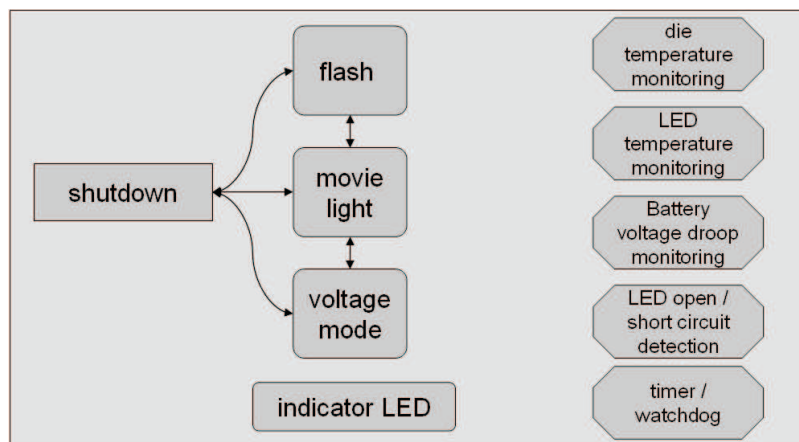 shutdown
flash
movie
light
voltage
mode
indicator LED
die
temperature
monitoring
LED
temperature
monitoring
Battery
voltage droop
monitoring
LED open /
short circuit
detection
timer /
watchdog